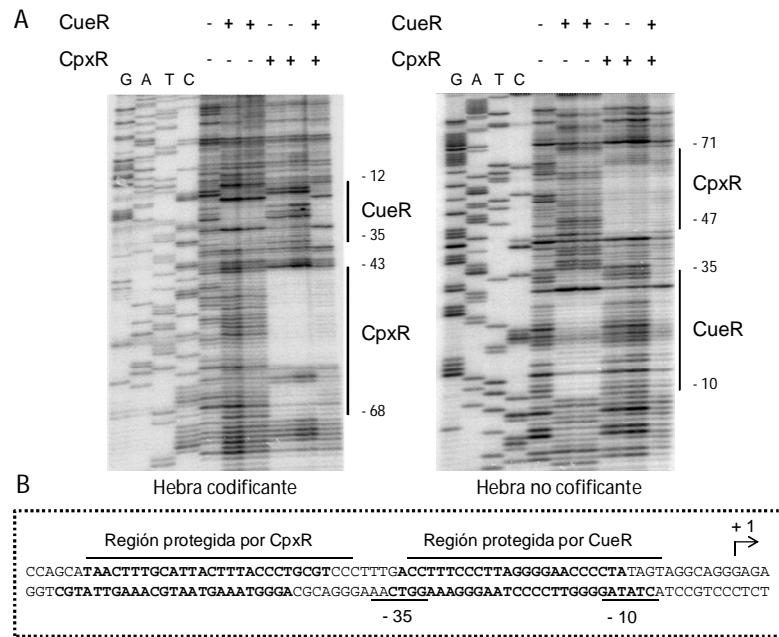 A
CueR - + + - - + CueR - + + - - +
CpxR - - - + + + CpxR - - - + + +
G A T C G A T C
- 12
CueR
- 35
- 43
CpxR
- 68
- 71
CpxR
- 47
- 35
CueR
- 10
Hebra codificante Hebra no cofificante
B
Región protegida por CpxR Región protegida por CueR + 1
CCAGCATAACTTTGCATTACTTTACCCTGCGTCCCTTTGACCTTTCCCTTAGGGGAACCCCTATAGTAGGCAGGGAGA
GGTCGTATTGAAACGTAATGAAATGGGACGCAGGGAAACTGGAAAGGGAATCCCCTTGGGGATATCATCCGTCCCTCT
- 35 - 10